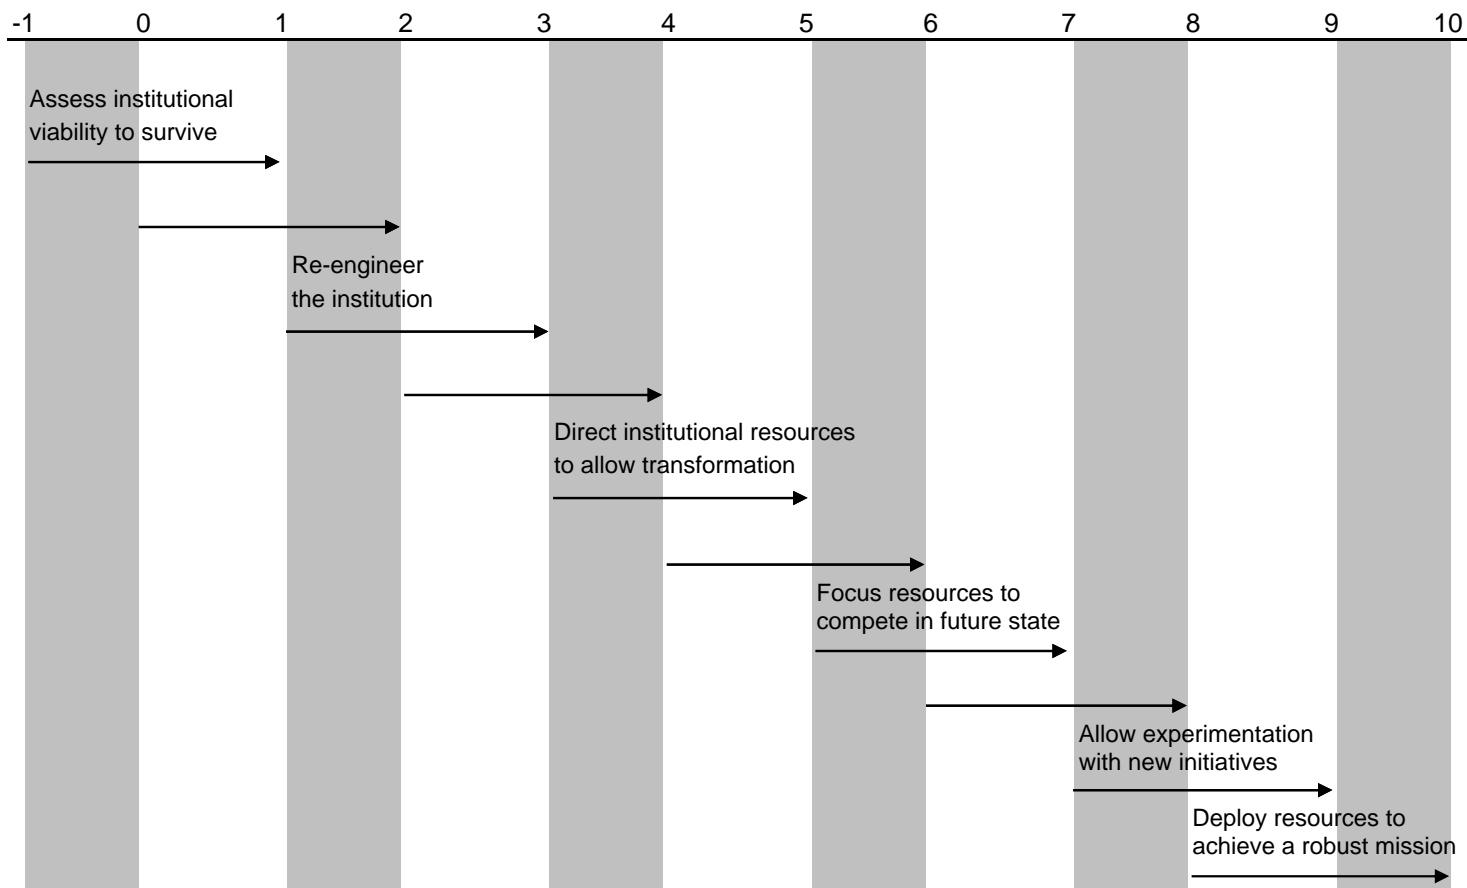 -1 0 1 2 3 4 5 6 7 8 9 10
Assess institutional
viability to survive
Re-engineer
the institution
Direct institutional resources
to allow transformation
Focus resources to
compete in future state
Allow experimentation
with new initiatives
Deploy resources to
achieve a robust mission